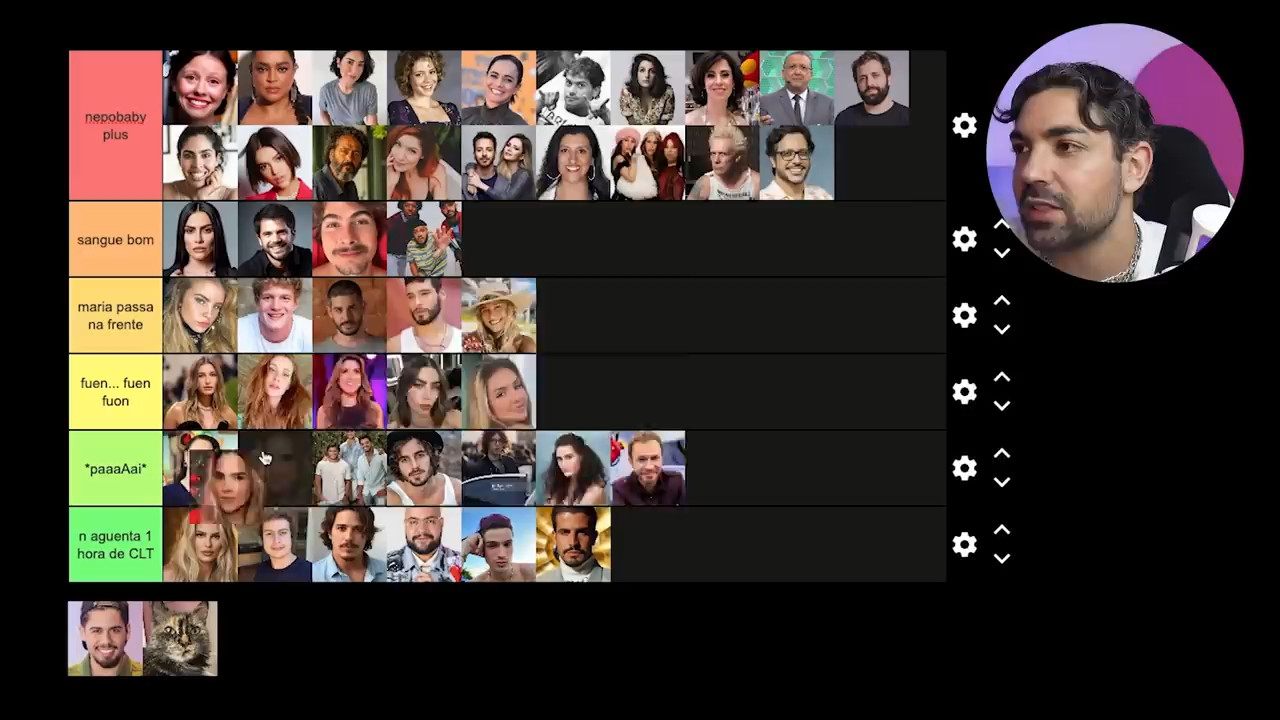 nepobaby
plus
sangue bom
maria passa
na frente
fuen... fuen
fuon
*paaaAai*
n aguenta 1
hora de CLT